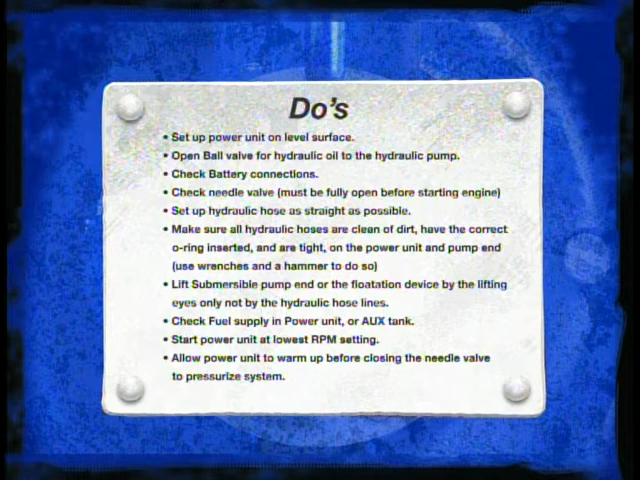 Do's
• Set up power unit on level surface.
• Open Ball valve for hydraulic oil to the hydraulic pump.
• Check Battery connections.
• Check needle valve (must be fully open before starting engine)
• Set up hydraulic hose as straight as possible.
• Make sure all hydraulic hoses are clean of dirt, have the correct
o-ring inserted, and are tight, on the power unit and pump end
(use wrenches and a hammer to do so)
• Lift Submersible pump end or the floatation device by the lifting
eyes only not by the hydraulic hose lines.
• Check Fuel supply in Power unit, or AUX tank.
• Start power unit at lowest RPM setting.
• Allow power unit to warm up before closing the needle valve
to pressurize system.